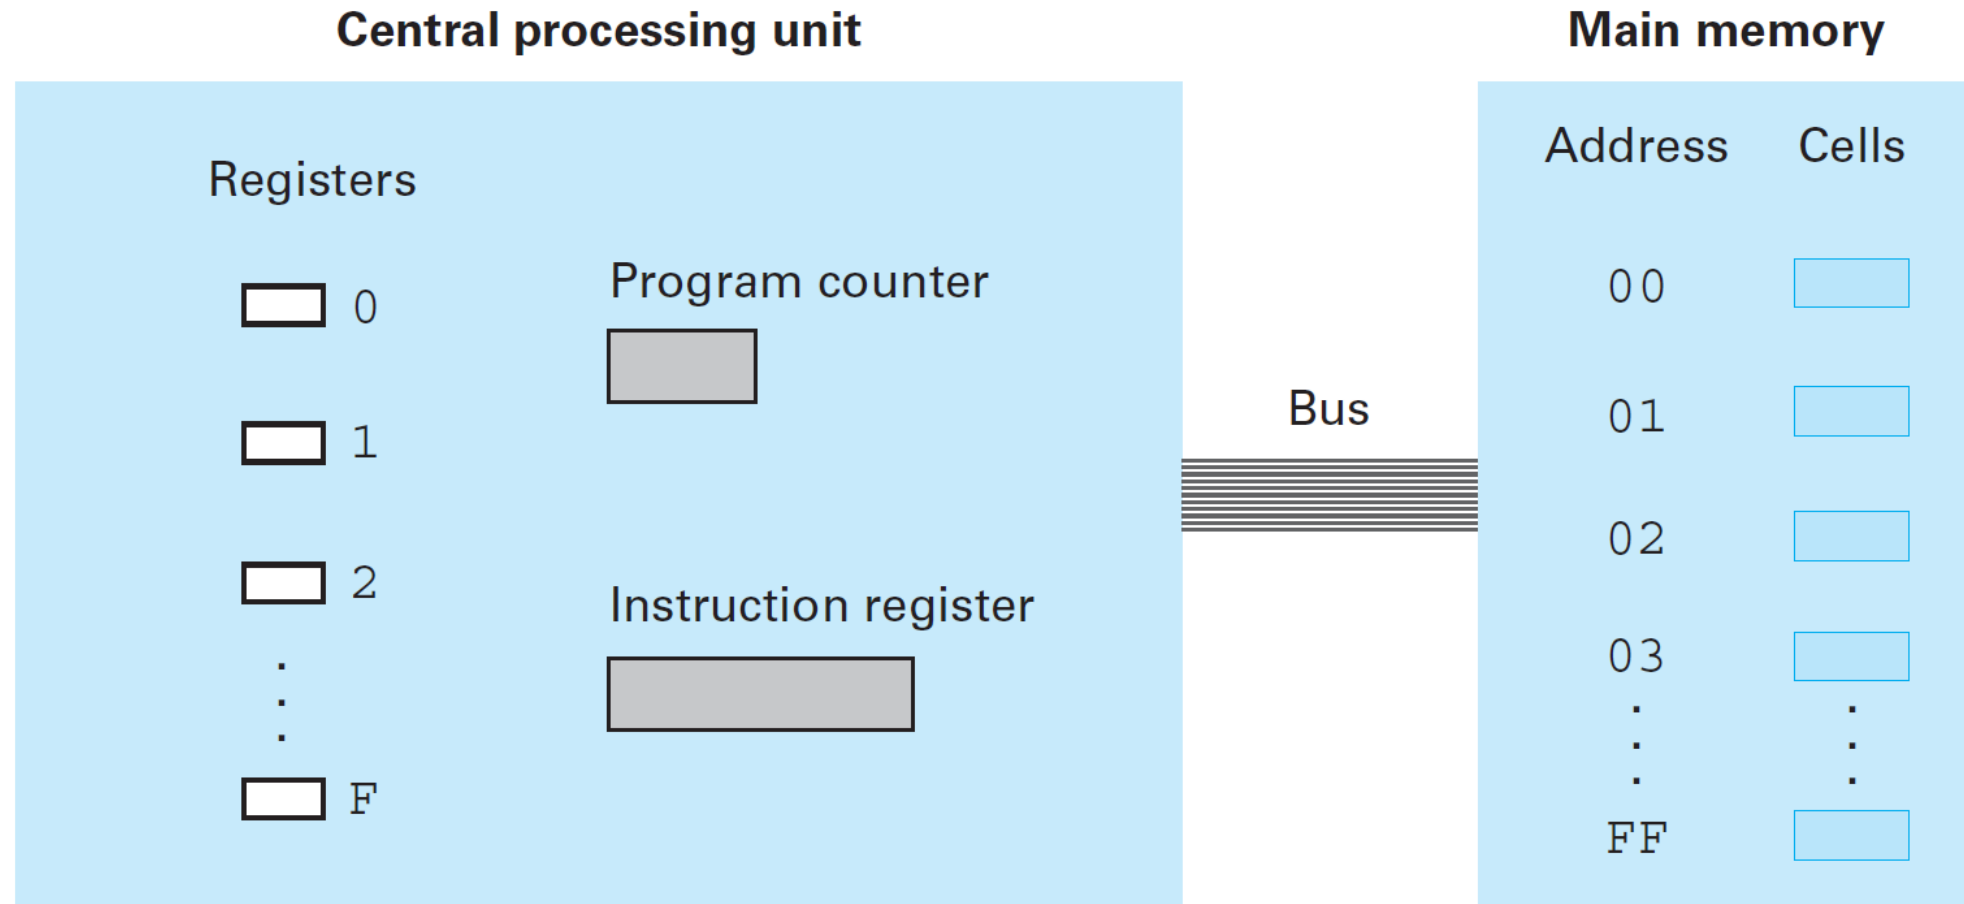 Central processing unit
Main memory
Registers
0
1
2
.
.
.
F
Program counter
Instruction register
Bus
Address Cells
00
01
02
03
. .
. .
. .
FF